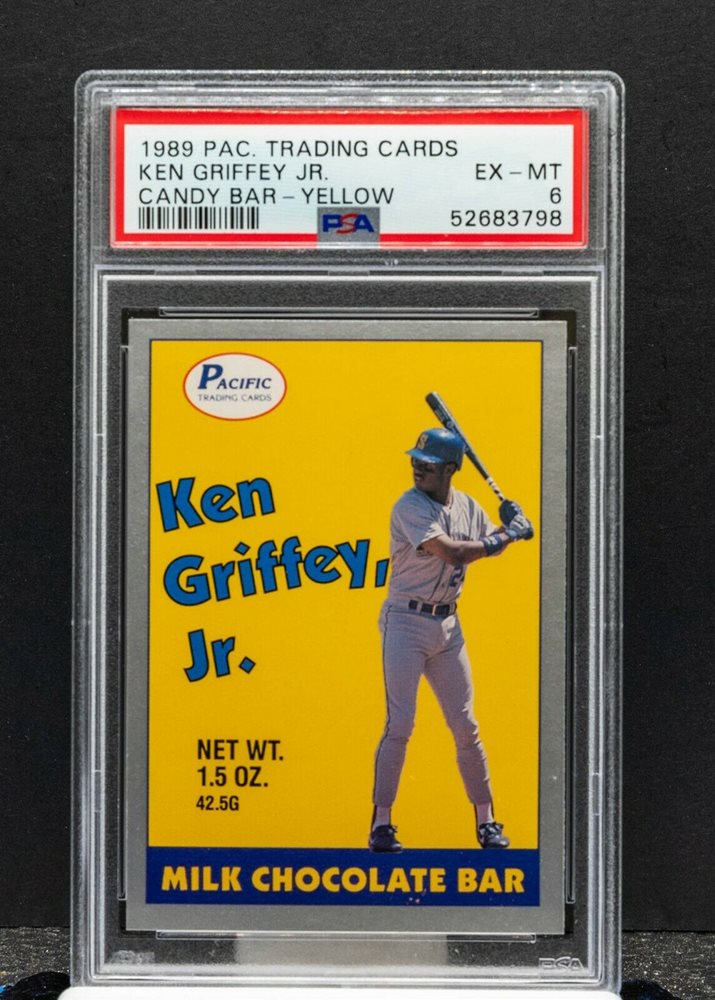 1989 PAC. TRADING CARDS
KEN GRIFFEY JR. EX – MT
CANDY BAR – YELLOW 6
PSA 52683798
PACIFIC
TRADING CARDS
Ken
Griffey,
Jr.
NET WT.
1.5 OZ.
42.5G
MILK CHOCOLATE BAR
PSA